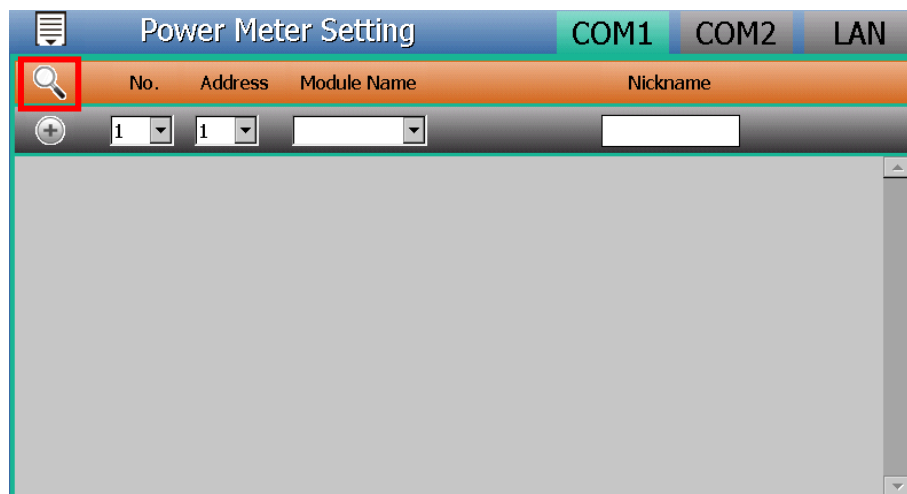 Power Meter Setting COM1 COM2 LAN
No. Address Module Name Nickname
1 1